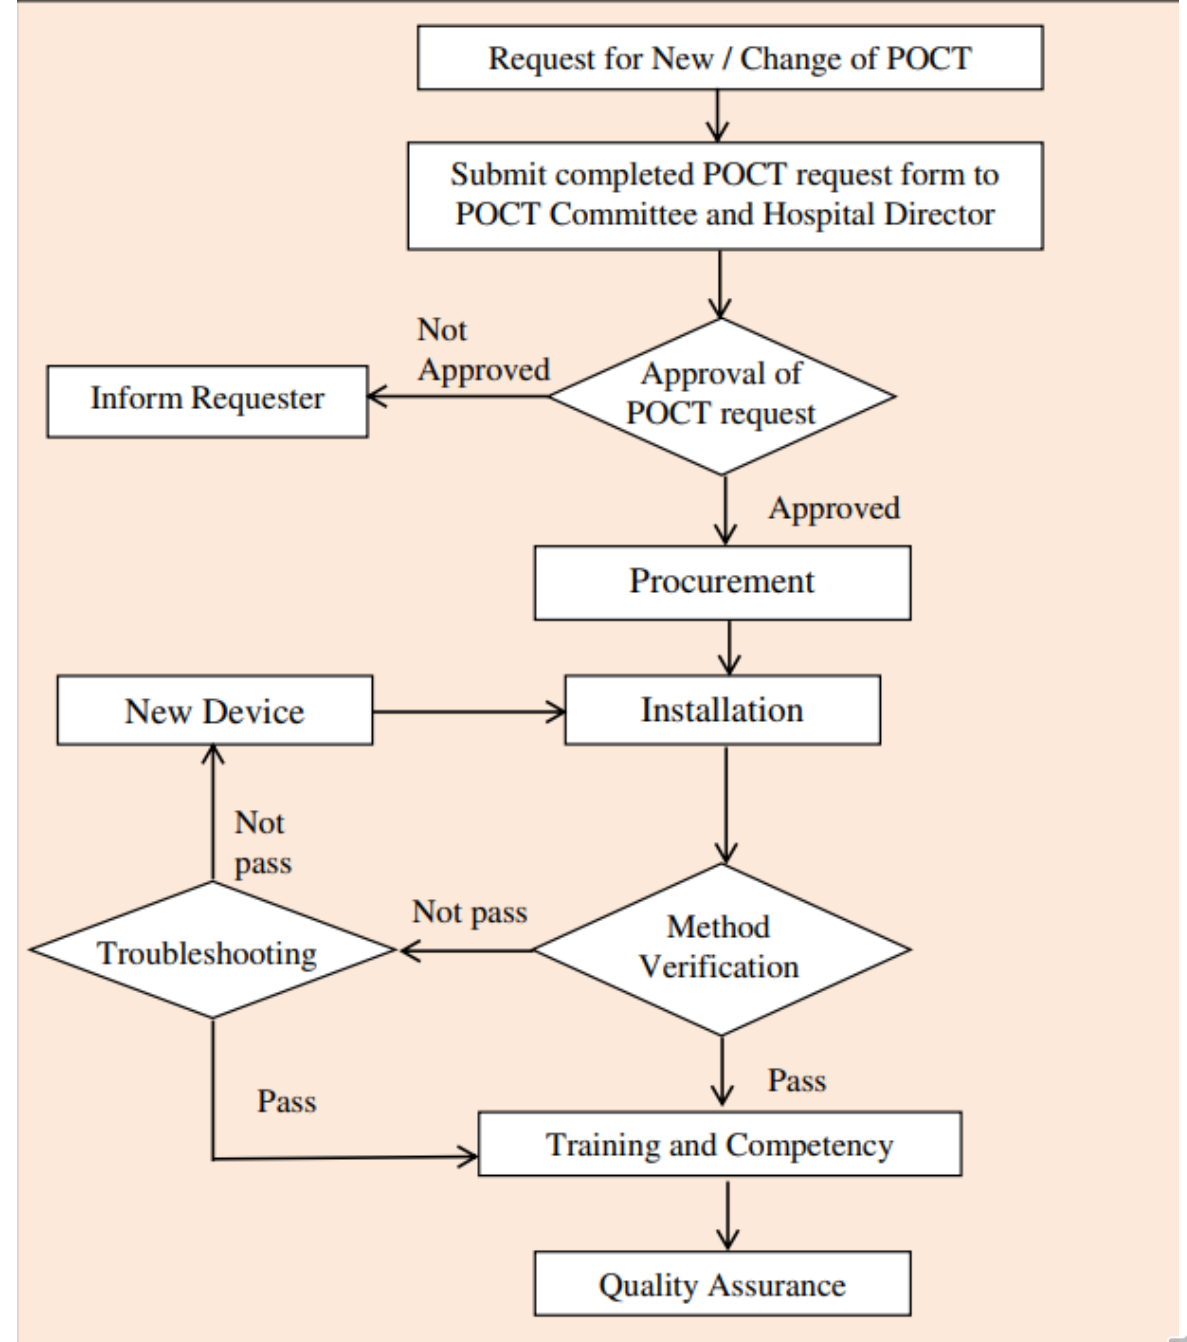 Request for New / Change of POCT
Submit completed POCT request form to
POCT Committee and Hospital Director
Not
Approved
Approval of
POCT request
Inform Requester
Approved
Procurement
New Device
Installation
Not
pass
Not pass
Method
Verification
Troubleshooting
Pass
Pass
Training and Competency
Quality Assurance